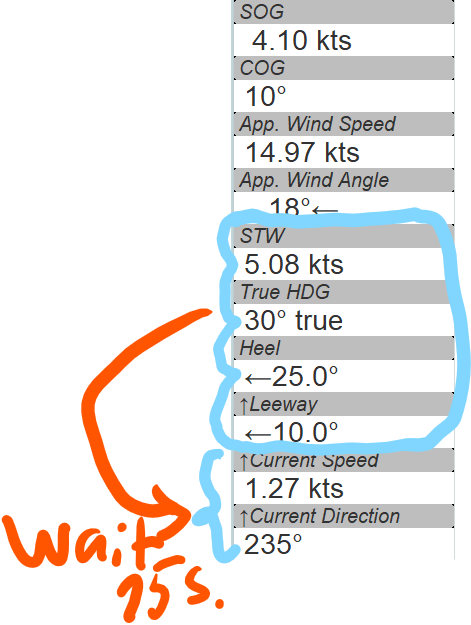 SOG
4.10 kts
COG
10°
App. Wind Speed
14.97 kts
App. Wind Angle
18°←
STW
5.08 kts
True HDG
30° true
Heel
←25.0°
↑Leeway
←10.0°
↑Current Speed
1.27 kts
↑Current Direction
235°
Wait
15s.